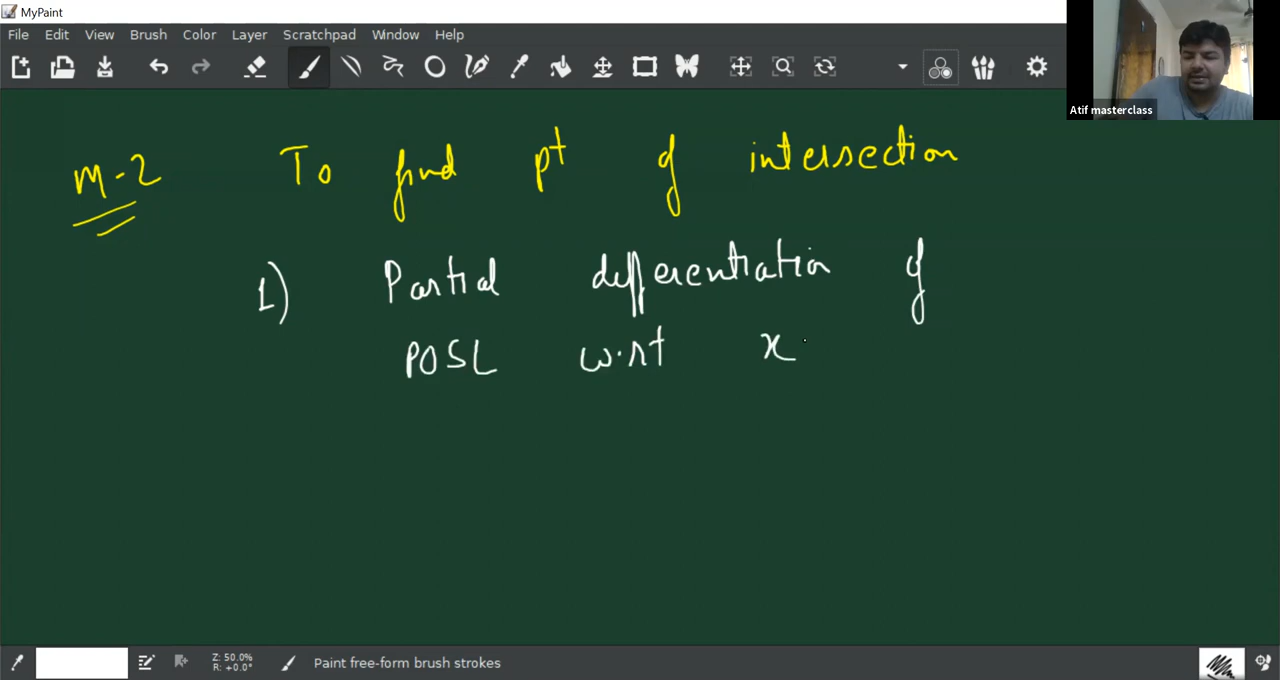 MyPaint
File Edit View Brush Color Layer Scratchpad Window Help
Atif masterclass
M-2 To find pt of intersection
1) Partial differentiation of
POSL w.rt x
Z: 50.0%
R: +0.0°
Paint free-form brush strokes